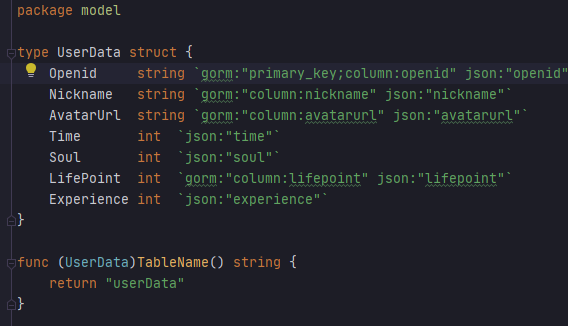 package model
type UserData struct {
Openid string `gorm:"primary_key;column:openid" json:"openid"
Nickname string `gorm:"column:nickname" json:"nickname"`
AvatarUrl string `gorm:"column:avatarurl" json:"avatarurl"`
Time int `json:"time"`
Soul int `json:"soul"`
LifePoint int `gorm:"column:lifepoint" json:"lifepoint"`
Experience int `json:"experience"`
}
func (UserData)TableName() string {
return "userData"
}